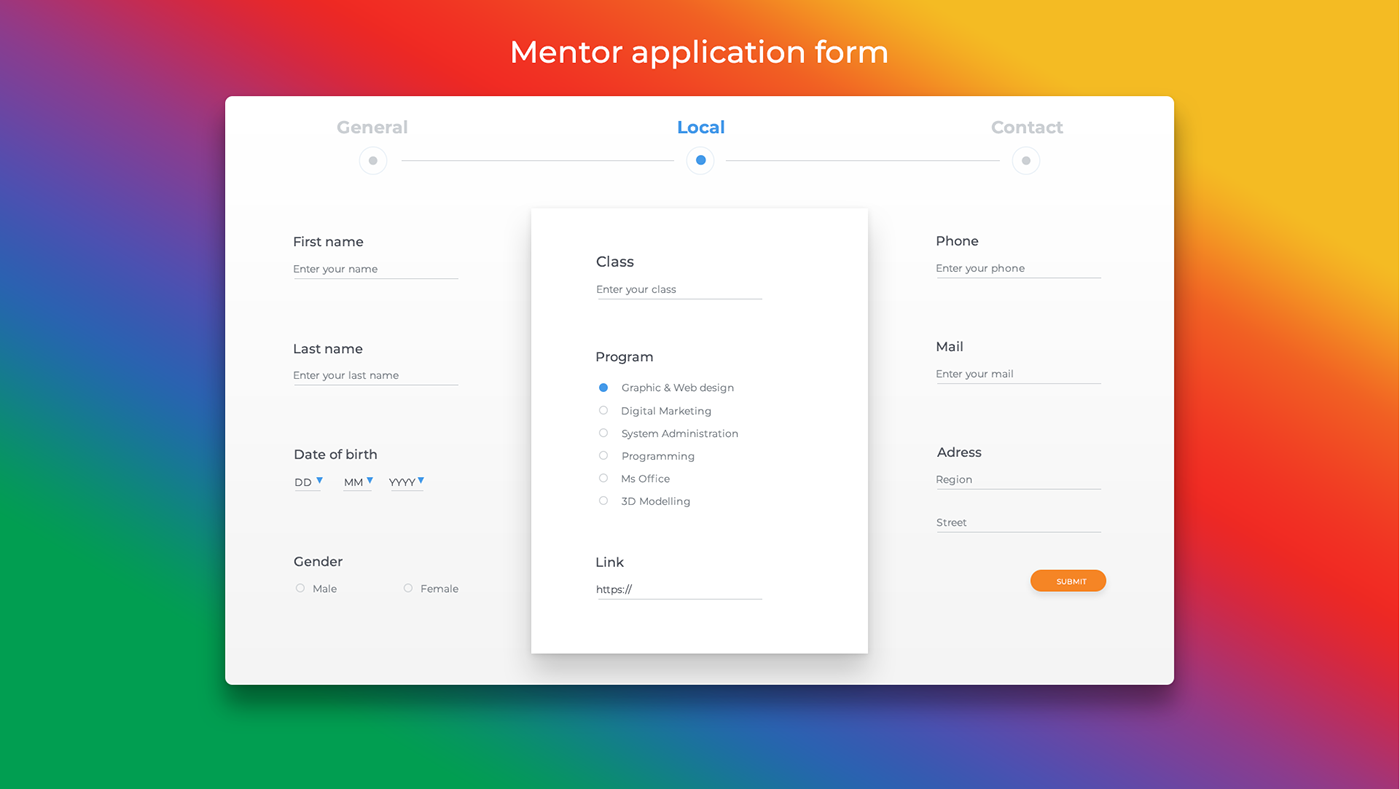 Mentor application form
General
Local
Contact
First name
Enter your name
Last name
Enter your last name
Date of birth
DD MM YYYY
Gender
Male Female
Class
Enter your class
Program
Graphic & Web design
Digital Marketing
System Administration
Programming
Ms Office
3D Modelling
Link
https://
Phone
Enter your phone
Mail
Enter your mail
Adress
Region
Street
SUBMIT